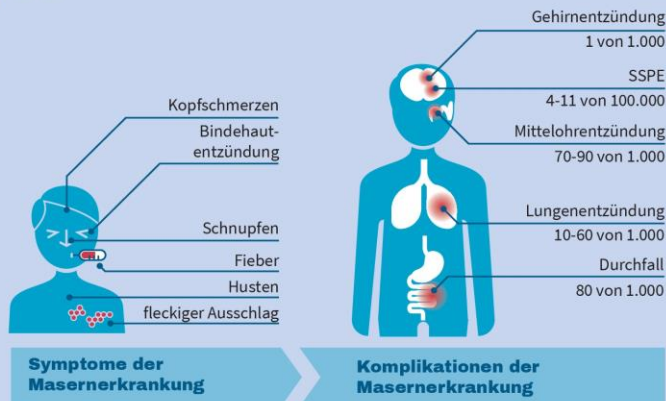 Kopfschmerzen
Bindehaut-
entzündung
Schnupfen
Fieber
Husten
fleckiger Ausschlag
Symptome der
Masernerkrankung
Gehirnentzündung
1 von 1.000
SSPE
4-11 von 100.000
Mittelohrentzündung
70-90 von 1.000
Lungenentzündung
10-60 von 1.000
Durchfall
80 von 1.000
Komplikationen der
Masernerkrankung